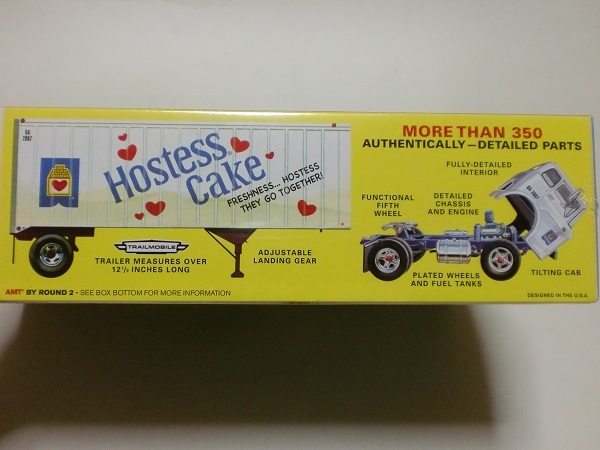 GA
7007
Hostess
Cake
FRESHNESS... HOSTESS
THEY GO TOGETHER!
TRAILMOBILE
TRAILER MEASURES OVER
12½ INCHES LONG
ADJUSTABLE
LANDING GEAR
MORE THAN 350
AUTHENTICALLY—DETAILED PARTS
FULLY-DETAILED
INTERIOR
FUNCTIONAL
FIFTH
WHEEL
DETAILED
CHASSIS
AND ENGINE
PLATED WHEELS
AND FUEL TANKS
TILTING CAB
AMT® BY ROUND 2 - SEE BOX BOTTOM FOR MORE INFORMATION
DESIGNED IN THE U.S.A.